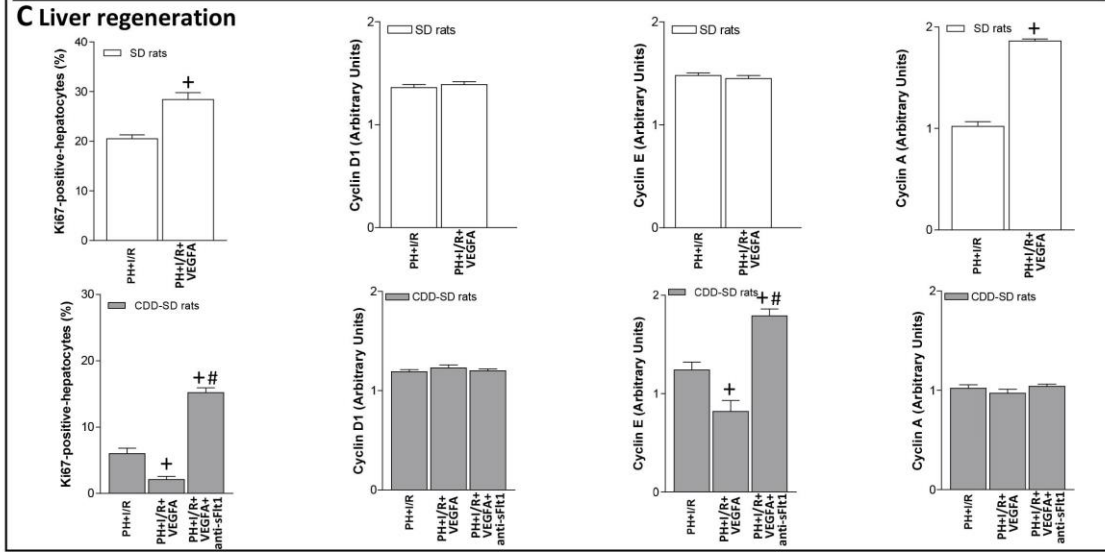 C Liver regeneration
SD rats
Ki67-positive-hepatocytes (%)
40
30
20
10
0
+
PH+I/R
PH+I/R+
VEGFA
SD rats
Cyclin D1 (Arbitrary Units)
2
1
0
PH+I/R
PH+I/R+
VEGFA
SD rats
Cyclin E (Arbitrary Units)
2
1
0
PH+I/R
PH+I/R+
VEGFA
SD rats
Cyclin A (Arbitrary Units)
2
1
0
+
PH+I/R
PH+I/R+
VEGFA
CDD-SD rats
Ki67-positive-hepatocytes (%)
30
20
10
0
+
+#
PH+I/R
PH+I/R+
VEGFA
PH+I/R+
VEGFA+
anti-sFlt1
CDD-SD rats
Cyclin D1 (Arbitrary Units)
2
1
0
PH+I/R
PH+I/R+
VEGFA
PH+I/R+
VEGFA+
anti-sFlt1
CDD-SD rats
Cyclin E (Arbitrary Units)
2
1
0
+
+#
PH+I/R
PH+I/R+
VEGFA
PH+I/R+
VEGFA+
anti-sFlt1
CDD-SD rats
Cyclin A (Arbitrary Units)
2
1
0
PH+I/R
PH+I/R+
VEGFA
PH+I/R+
VEGFA+
anti-sFlt1